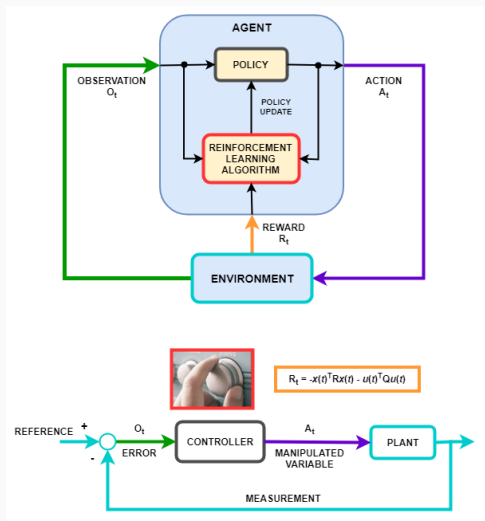 AGENT
POLICY
OBSERVATION
Oₜ
ACTION
Aₜ
POLICY
UPDATE
REINFORCEMENT
LEARNING
ALGORITHM
REWARD
Rₜ
ENVIRONMENT
Rₜ = -x(t)ᵀRx(t) - u(t)ᵀQu(t)
REFERENCE
+
-
Oₜ
ERROR
CONTROLLER
Aₜ
MANIPULATED
VARIABLE
PLANT
MEASUREMENT